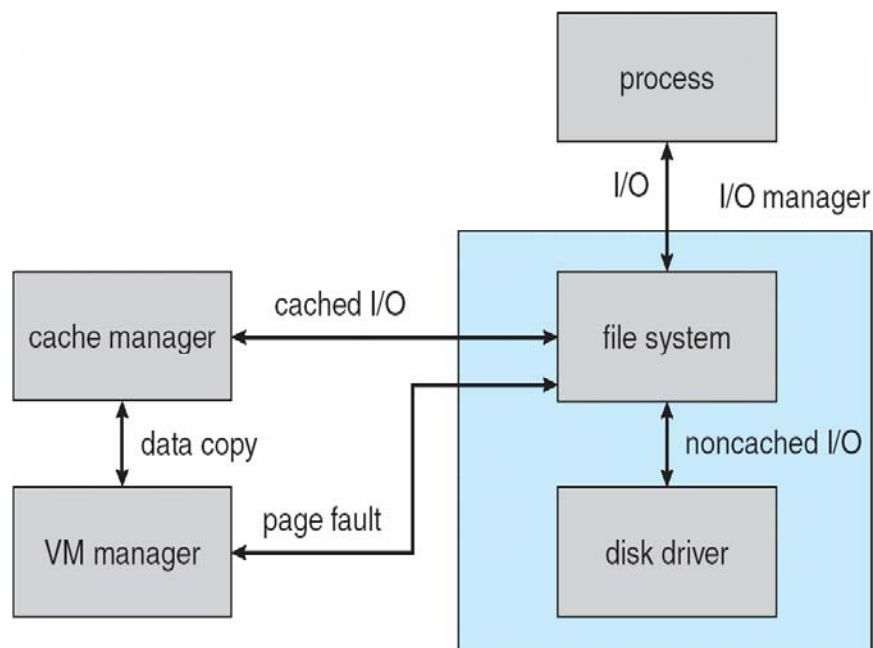 process
I/O
I/O manager
cache manager
cached I/O
file system
data copy
noncached I/O
VM manager
page fault
disk driver